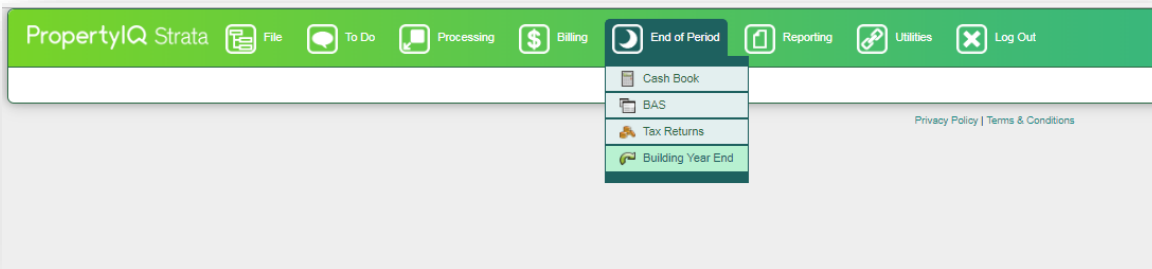 PropertyIQ Strata File To Do Processing Billing End of Period Reporting Utilities Log Out
Cash Book
BAS
Privacy Policy | Terms & Conditions
Tax Returns
Building Year End